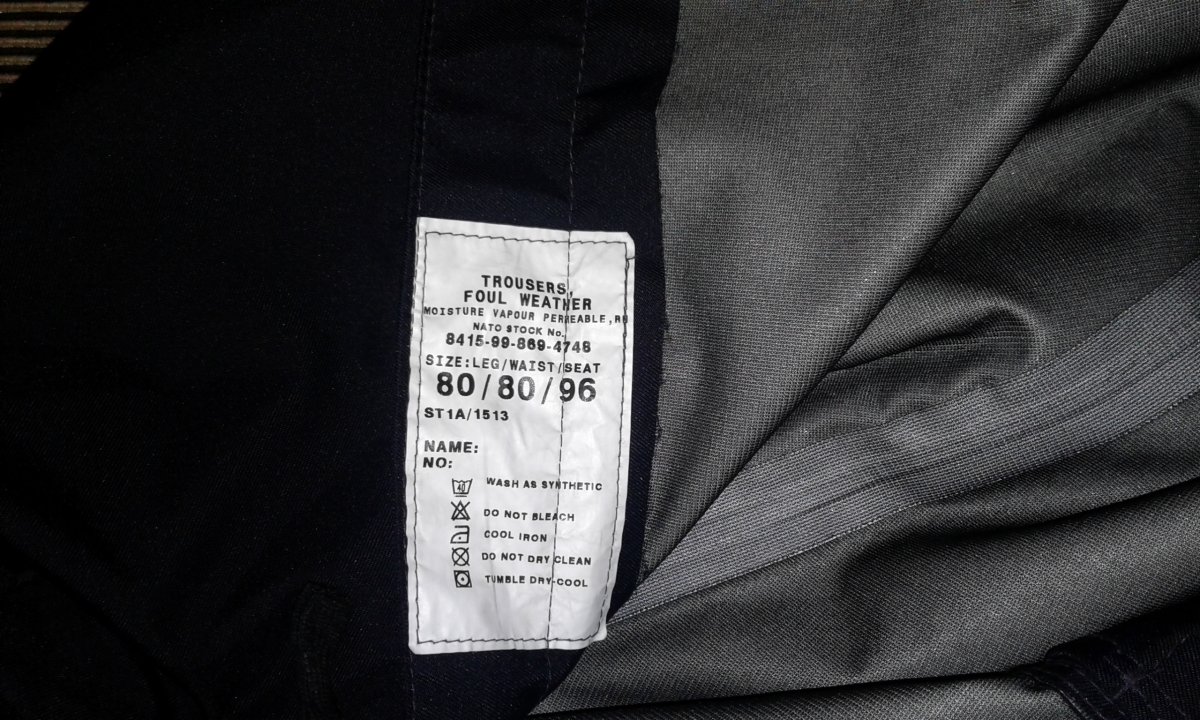 TROUSERS,
FOUL WEATHER
MOISTURE VAPOUR PERMEABLE, RN
NATO STOCK No.
8415-99-869-4748
SIZE:LEG/WAIST/SEAT
80/80/96
ST1A/1513
NAME:
NO:
40 WASH AS SYNTHETIC
DO NOT BLEACH
COOL IRON
DO NOT DRY CLEAN
TUMBLE DRY-COOL